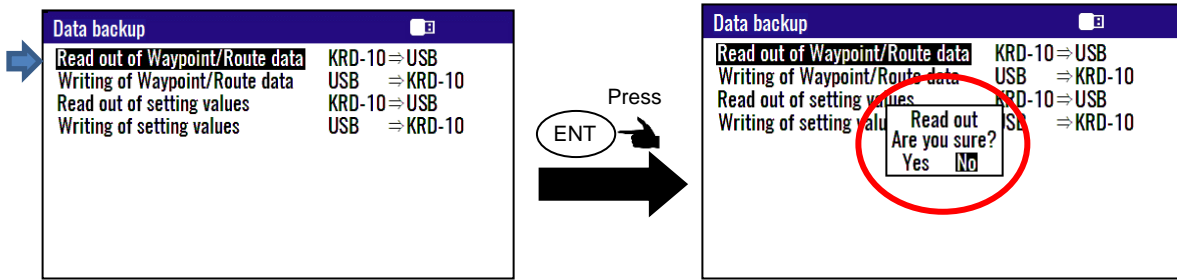 Data backup
Read out of Waypoint/Route data KRD-10⇒USB
Writing of Waypoint/Route data USB ⇒KRD-10
Read out of setting values KRD-10⇒USB
Writing of setting values USB ⇒KRD-10
Press
ENT
Data backup
Read out of Waypoint/Route data KRD-10⇒USB
Writing of Waypoint/Route data USB ⇒KRD-10
Read out of setting values KRD-10⇒USB
Writing of setting valu USB ⇒KRD-10
Read out
Are you sure?
Yes No